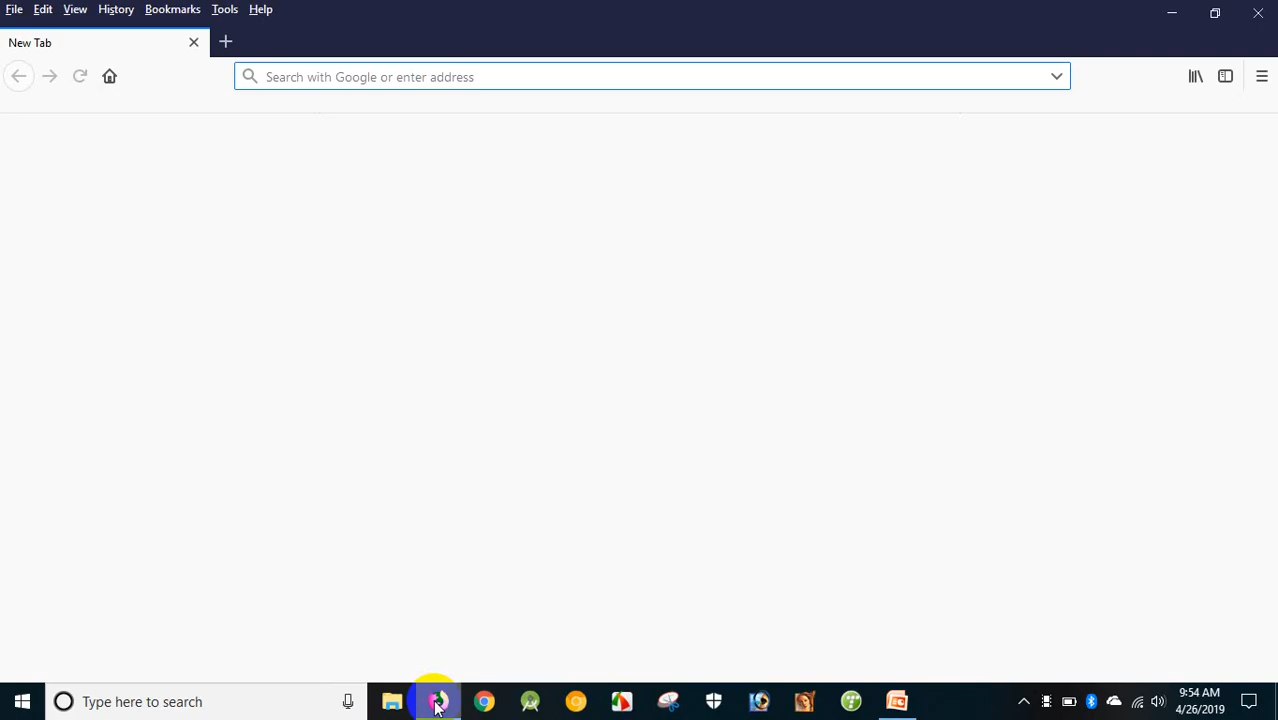 File Edit View History Bookmarks Tools Help
New Tab
Search with Google or enter address
Type here to search
9:54 AM
4/26/2019